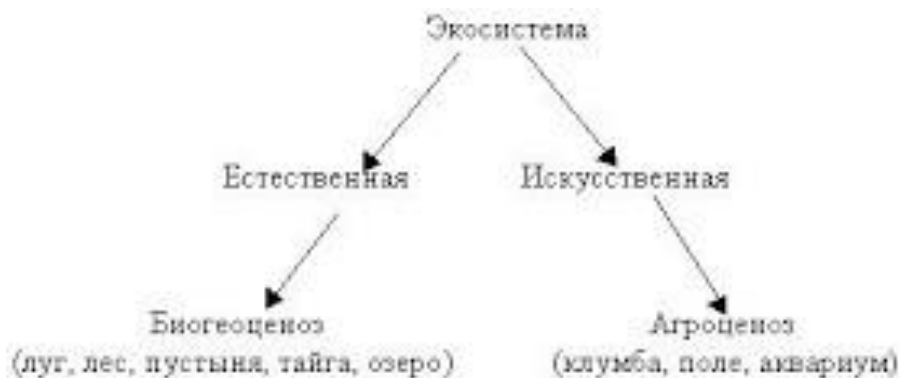 Экосистема
Естественная
Искусственная
Биогеоценоз
(луг, лес, пустыня, тайга, озеро)
Агроценоз
(клумба, поле, аквариум)